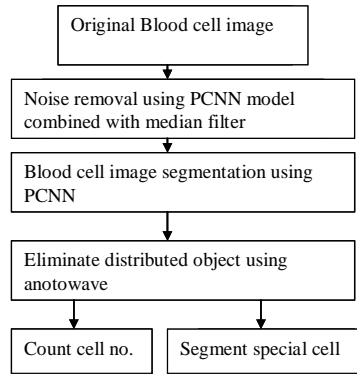 Original Blood cell image
Noise removal using PCNN model
combined with median filter
Blood cell image segmentation using
PCNN
Eliminate distributed object using
anotowave
Count cell no.
Segment special cell